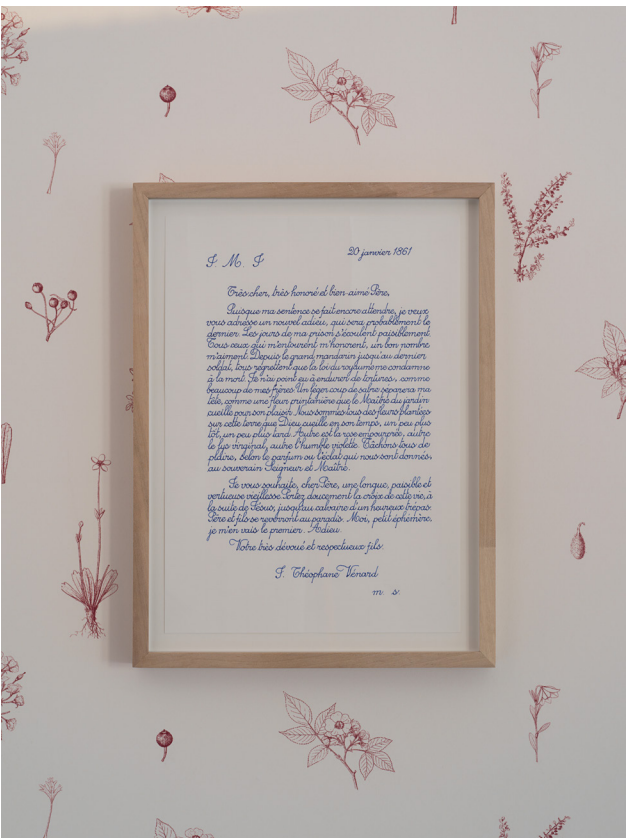 20 janvier 1861
J. M. J
Très cher, très honoré et bien-aimé Père,
Puisque ma sentence se fait encore attendre, je veux
vous adresse un nouvel adieu, qui sera probablement le
dernier. Les jours de ma prison s'écoulent paisiblement.
Tous ceux qui m'entourent m'honorent, un bon nombre
m'aiment. Depuis le grand mandarin jusqu'au dernier
soldat, tous regrettent que la loi du royaume me condamne
à la mort. Je n'ai point eu à endurer de tortures, comme
beaucoup de mes frères. Un léger coup de sabre séparera ma
tête, comme une fleur printanière que le Maître du jardin
cueille pour son plaisir. Nous sommes tous des fleurs plantées
sur cette terre que Dieu cueille en son temps, un peu plus
tôt, un peu plus tard. Autre est la rose empourprée, autre
le lys virginal, autre l'humble violette. Tâchons tous de
plaire, selon le parfum ou l'éclat qui nous sont donnés,
au souverain Seigneur et Maître.
Je vous souhaite, cher Père, une longue, paisible et
vertueuse vieillesse. Portez doucement la croix de cette vie, à
la suite de Jésus, jusqu'au calvaire d'un heureux trépas.
Père et fils se reverront au paradis. Moi, petit éphémère,
je m'en vais le premier. Adieu.
Votre très dévoué et respectueux fils.
J. Théophane Vénard
m. s.